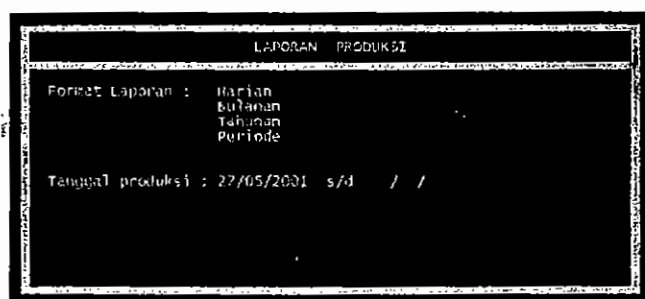 LAPORAN PRODUKSI
Format Laporan : Harian
Bulanan
Tahunan
Periode
Tanggal produksi : 27/05/2001 s/d / /